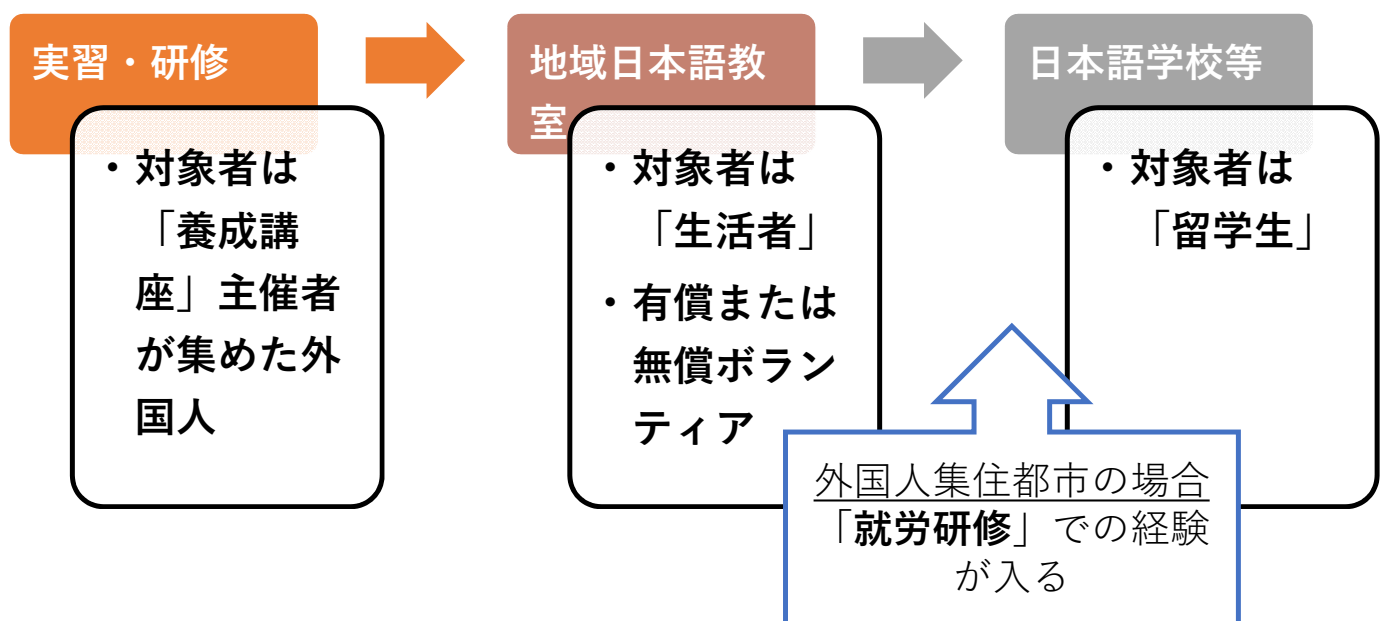 実習・研修
・対象者は
「養成講
座」主催者
が集めた外
国人
地域日本語教
室
・対象者は
「生活者」
・有償または
無償ボラン
ティア
日本語学校等
・対象者は
「留学生」
外国人集住都市の場合
「就労研修」での経験
が入る